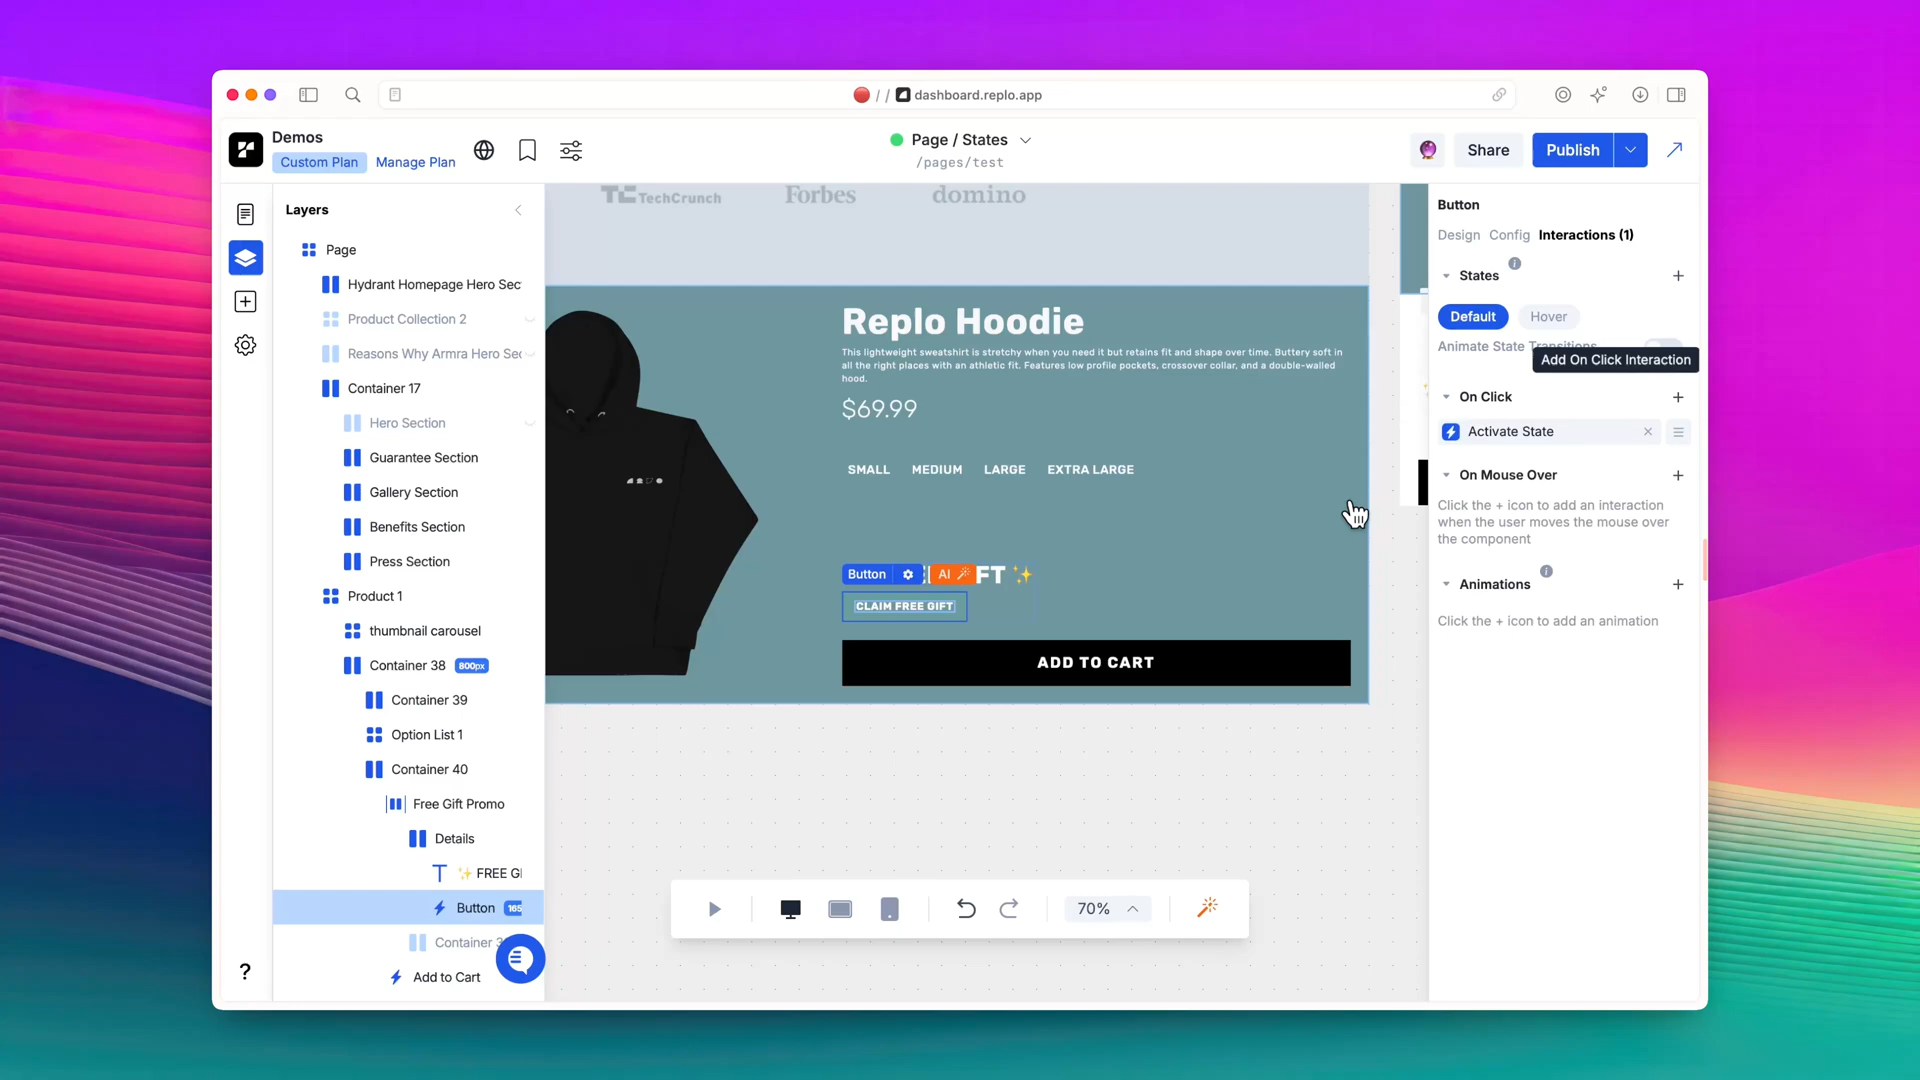 dashboard.replo.app
Demos
Custom Plan
Manage Plan
Page / States
/pages/test
Share
Publish
Layers
Page
Hydrant Homepage Hero Sec
Product Collection 2
Reasons Why Armra Hero Sec
Container 17
Hero Section
Guarantee Section
Gallery Section
Benefits Section
Press Section
Product 1
thumbnail carousel
Container 38 800px
Container 39
Option List 1
Container 40
Free Gift Promo
Details
✨ FREE GI
Button 165
Container 3
Add to Cart
?
TechCrunch
Forbes
domino
Replo Hoodie
This lightweight sweatshirt is stretchy when you need it but retains fit and shape over time. Buttery soft in
all the right places with an athletic fit. Features low profile pockets, crossover collar, and a double-walled
hood.
$69.99
SMALL MEDIUM LARGE EXTRA LARGE
Button AI FT ✨
CLAIM FREE GIFT
ADD TO CART
70%
Button
Design Config Interactions (1)
States
Default Hover
Animate State Transitions
Add On Click Interaction
On Click
Activate State
On Mouse Over
Click the + icon to add an interaction
when the user moves the mouse over
the component
Animations
Click the + icon to add an animation